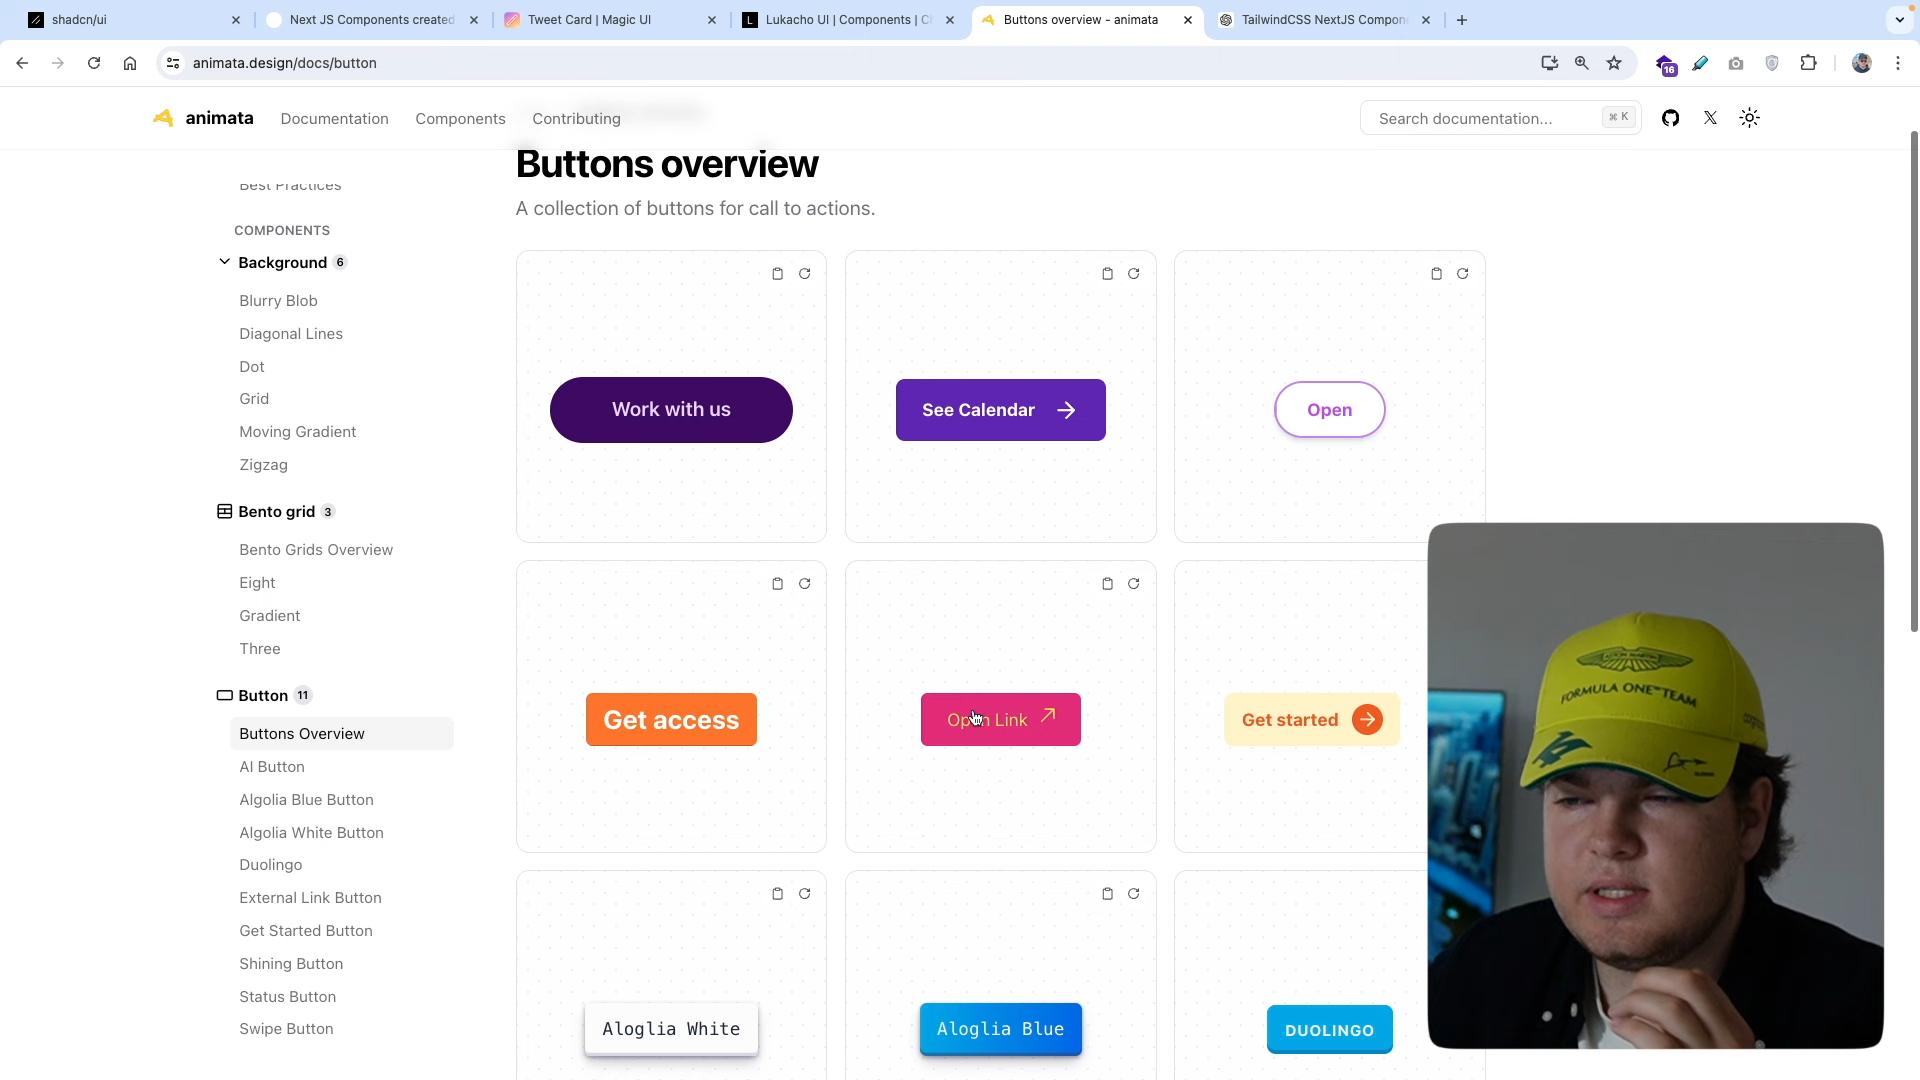 shadcn/ui
Next JS Components created
Tweet Card | Magic UI
Lukacho UI | Components | C
Buttons overview - animata
TailwindCSS NextJS Compon
animata.design/docs/button
16
animata
Documentation
Components
Contributing
Search documentation...
⌘ K
Best Practices
COMPONENTS
Background 6
Blurry Blob
Diagonal Lines
Dot
Grid
Moving Gradient
Zigzag
Bento grid 3
Bento Grids Overview
Eight
Gradient
Three
Button 11
Buttons Overview
AI Button
Algolia Blue Button
Algolia White Button
Duolingo
External Link Button
Get Started Button
Shining Button
Status Button
Swipe Button
Buttons overview
A collection of buttons for call to actions.
Work with us
See Calendar
Open
Get access
Open Link
Get started
Aloglia White
Aloglia Blue
DUOLINGO
ASTON MARTIN
FORMULA ONE™ TEAM